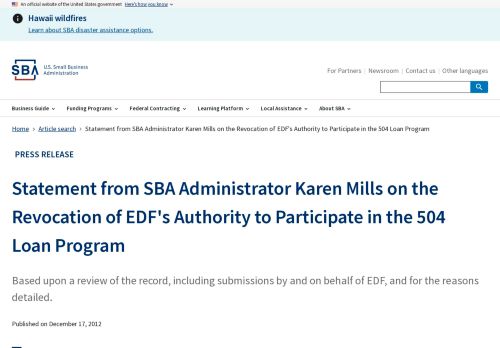 An official website of the United States government Here's how you know
Hawaii wildfires
Learn about SBA disaster assistance options.
SBA U.S. Small Business
Administration
For Partners Newsroom Contact us Other languages
Business Guide Funding Programs Federal Contracting Learning Platform Local Assistance About SBA
Home Article search Statement from SBA Administrator Karen Mills on the Revocation of EDF's Authority to Participate in the 504 Loan Program
PRESS RELEASE
Statement from SBA Administrator Karen Mills on the
Revocation of EDF's Authority to Participate in the 504
Loan Program
Based upon a review of the record, including submissions by and on behalf of EDF, and for the reasons
detailed.
Published on December 17, 2012